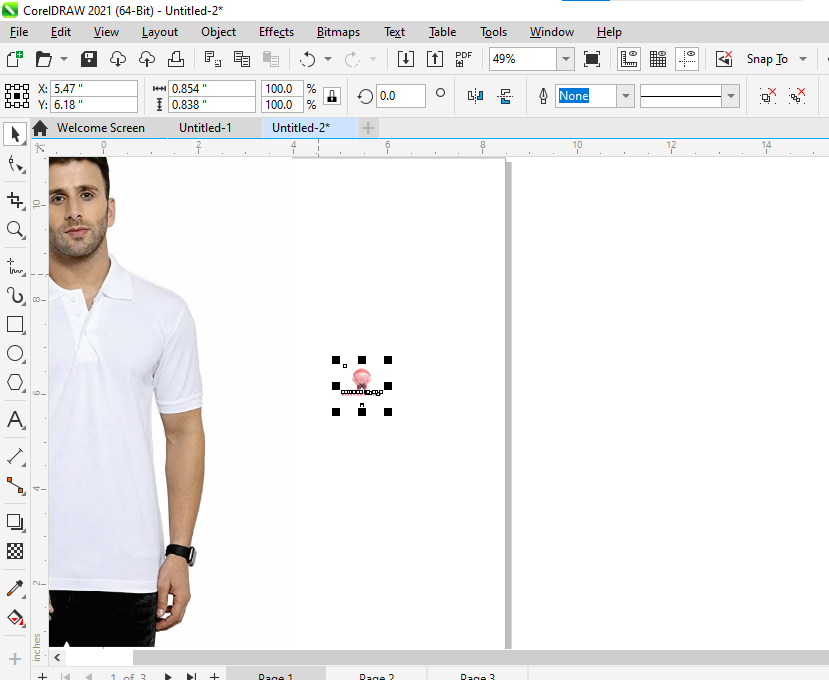 CorelDRAW 2021 (64-Bit) - Untitled-2*
File Edit View Layout Object Effects Bitmaps Text Table Tools Window Help
PDF 49% Snap To
X: 5.47 " 0.854 " 100.0 % 0.0 None
Y: 6.18 " 0.838 " 100.0 %
Welcome Screen Untitled-1 Untitled-2*
0 2 4 6 8 10 12 14
10
8
6
4
2
inches
1 of 3 Page 1 Page 2 Page 3